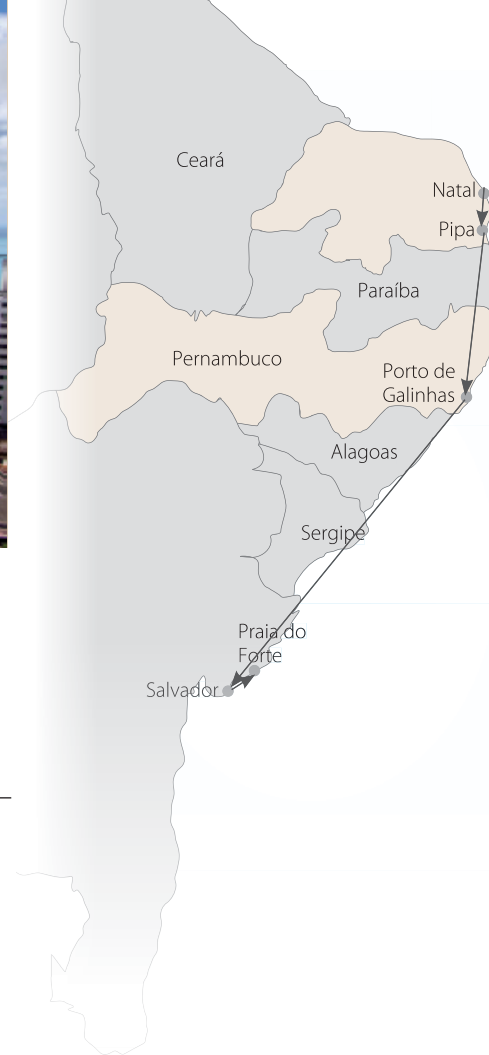 Ceará
Natal
Pipa
Paraíba
Pernambuco
Porto de
Galinhas
Alagoas
Sergipe
Praia do
Forte
Salvador